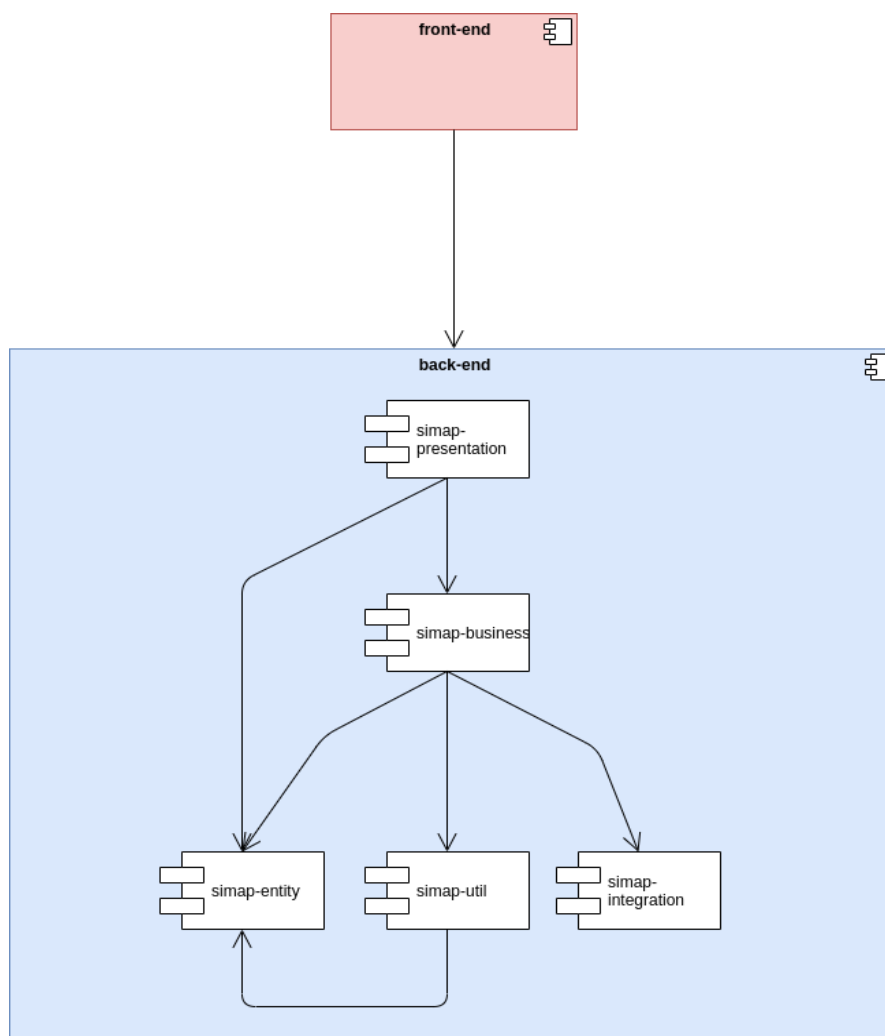 front-end
back-end
simap-
presentation
simap-business
simap-entity
simap-util
simap-
integration